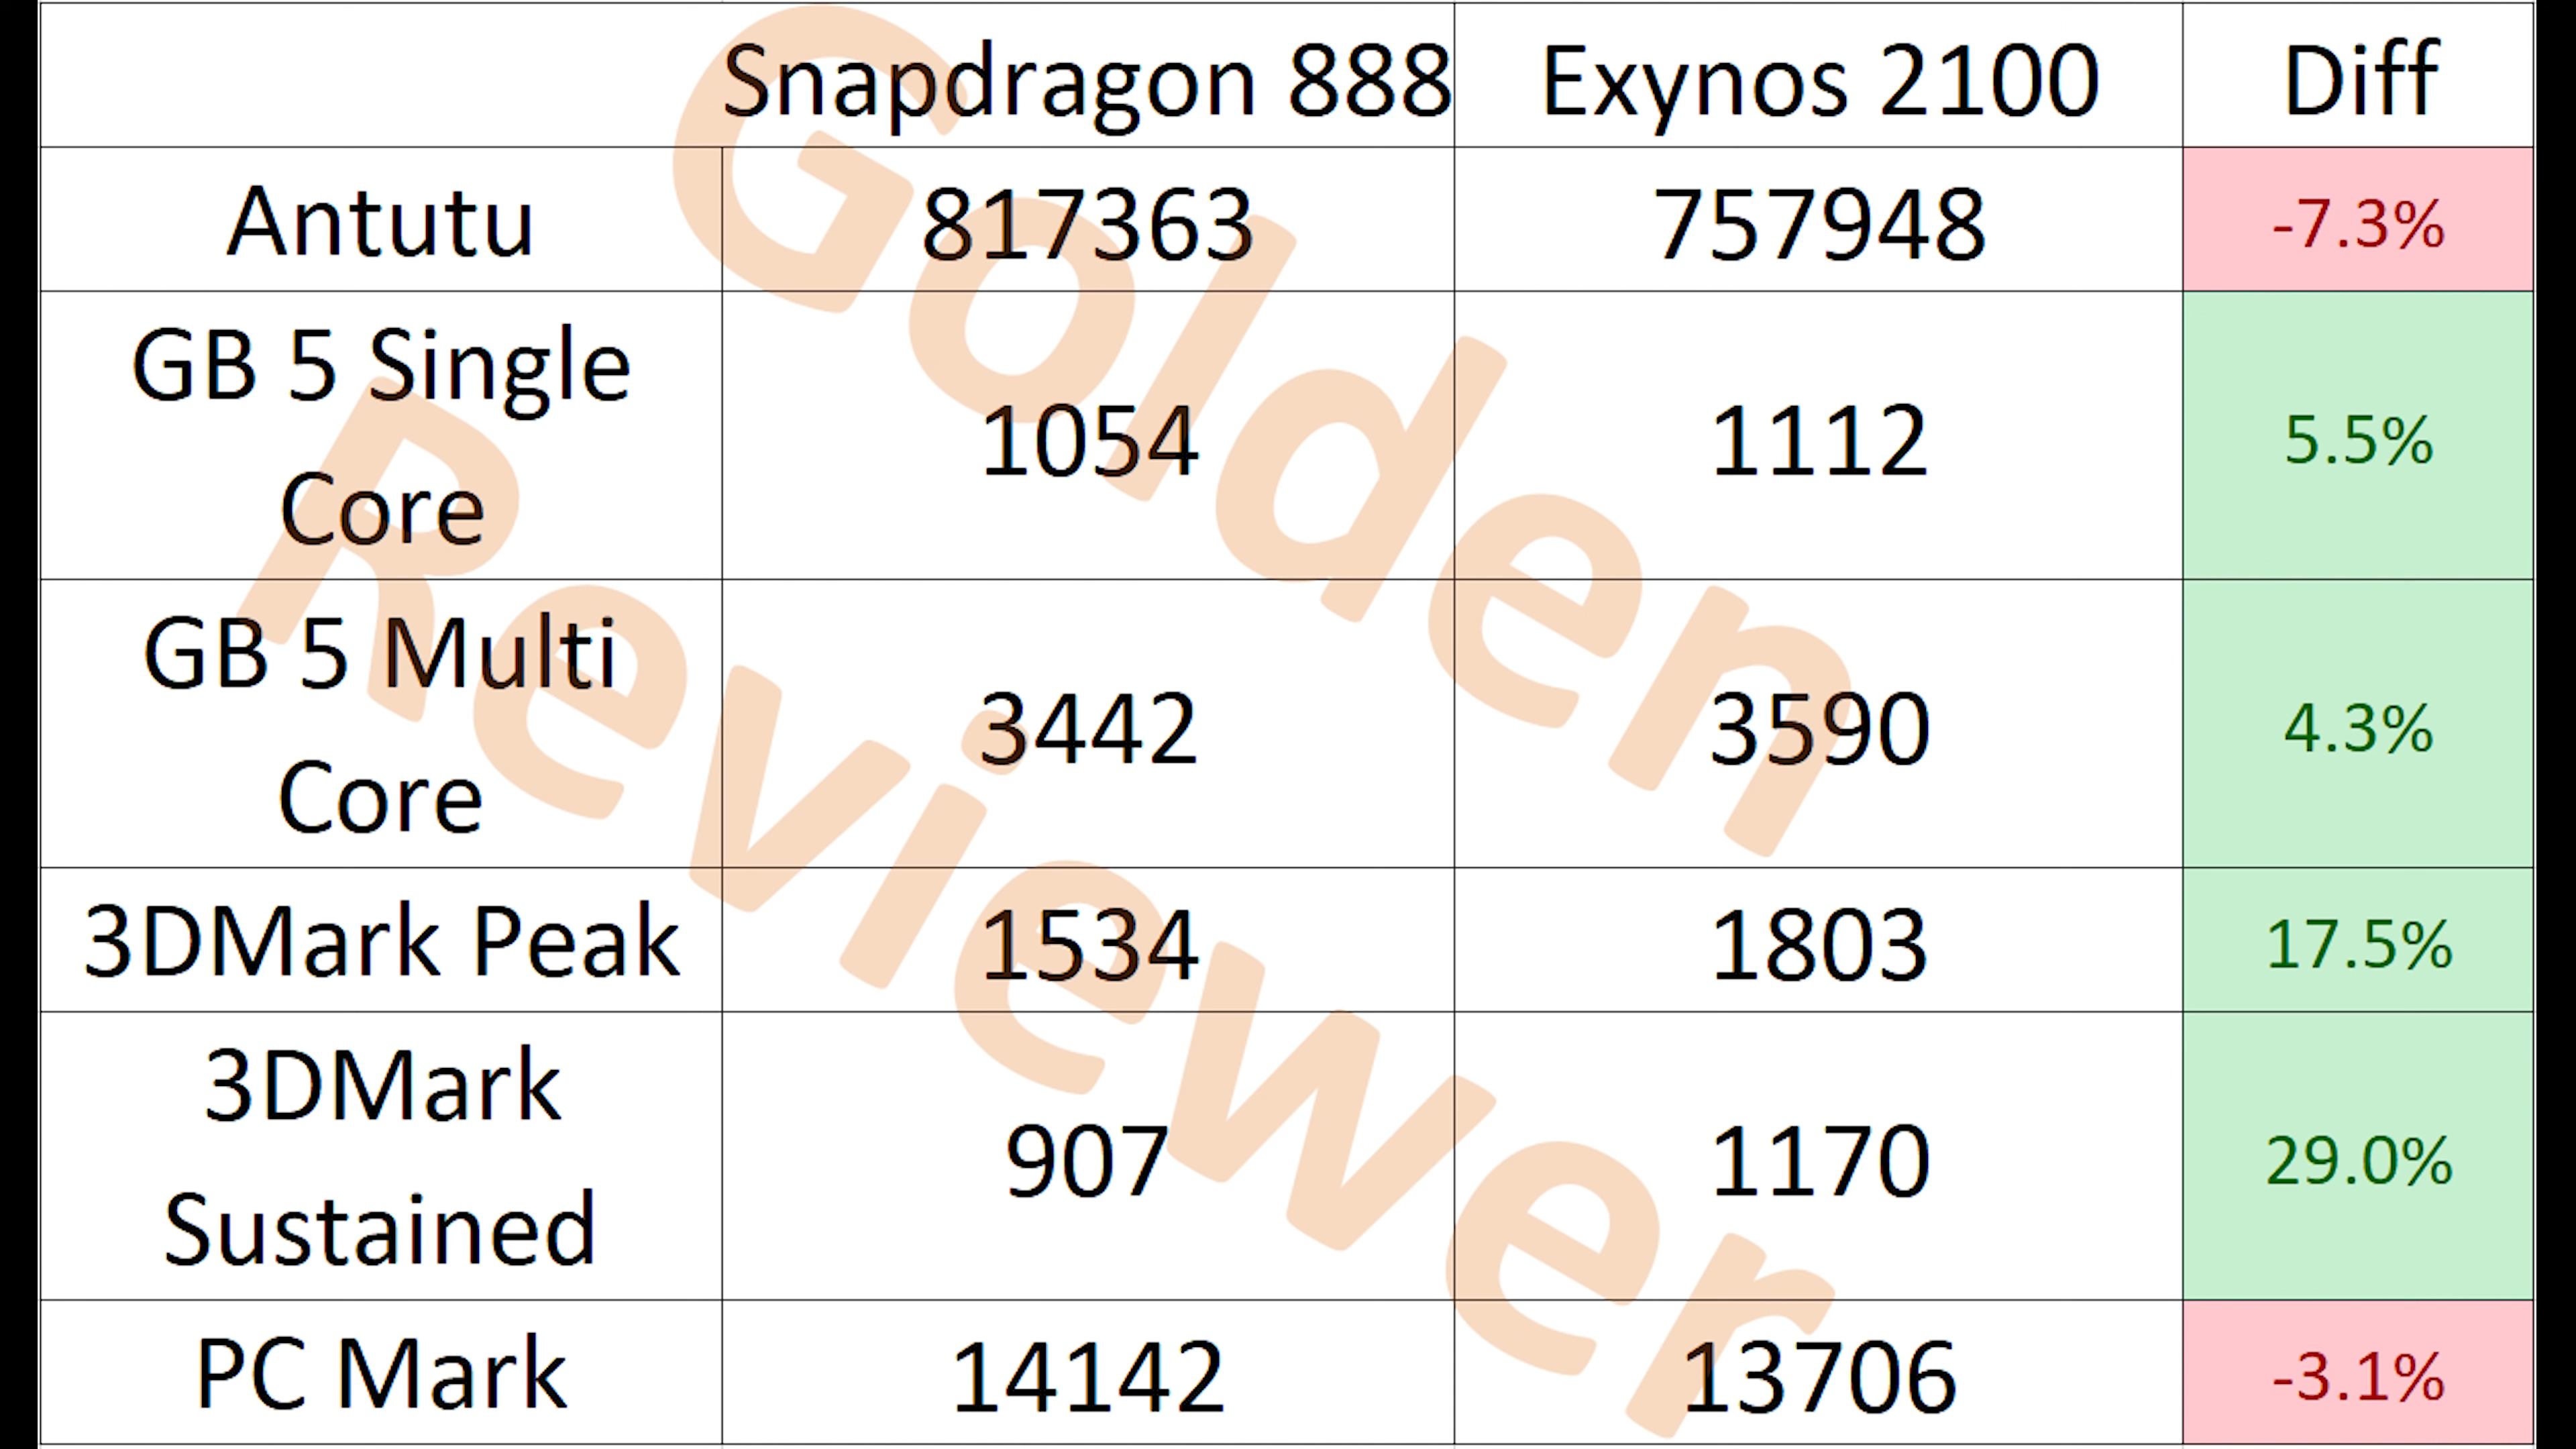 Snapdragon 888 Exynos 2100 Diff
Antutu 817363 757948 -7.3%
GB 5 Single
Core 1054 1112 5.5%
GB 5 Multi
Core 3442 3590 4.3%
3DMark Peak 1534 1803 17.5%
3DMark
Sustained 907 1170 29.0%
PC Mark 14142 13706 -3.1%
Golden
Reviewer